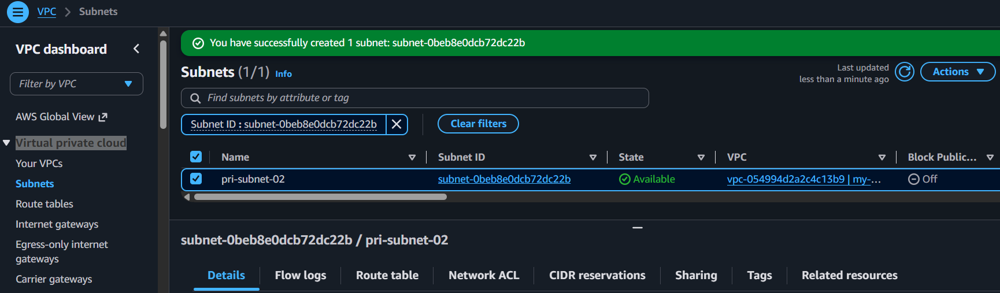 VPC > Subnets
VPC dashboard
Filter by VPC
AWS Global View
Virtual private cloud
Your VPCs
Subnets
Route tables
Internet gateways
Egress-only internet
gateways
Carrier gateways
You have successfully created 1 subnet: subnet-0beb8e0dcb72dc22b
Subnets (1/1) Info
Last updated
less than a minute ago
Actions
Find subnets by attribute or tag
Subnet ID : subnet-0beb8e0dcb72dc22b
Clear filters
Name Subnet ID State VPC Block Public...
pri-subnet-02 subnet-0beb8e0dcb72dc22b Available vpc-054994d2a2c4c13b9 | my-... Off
subnet-0beb8e0dcb72dc22b / pri-subnet-02
Details Flow logs Route table Network ACL CIDR reservations Sharing Tags Related resources